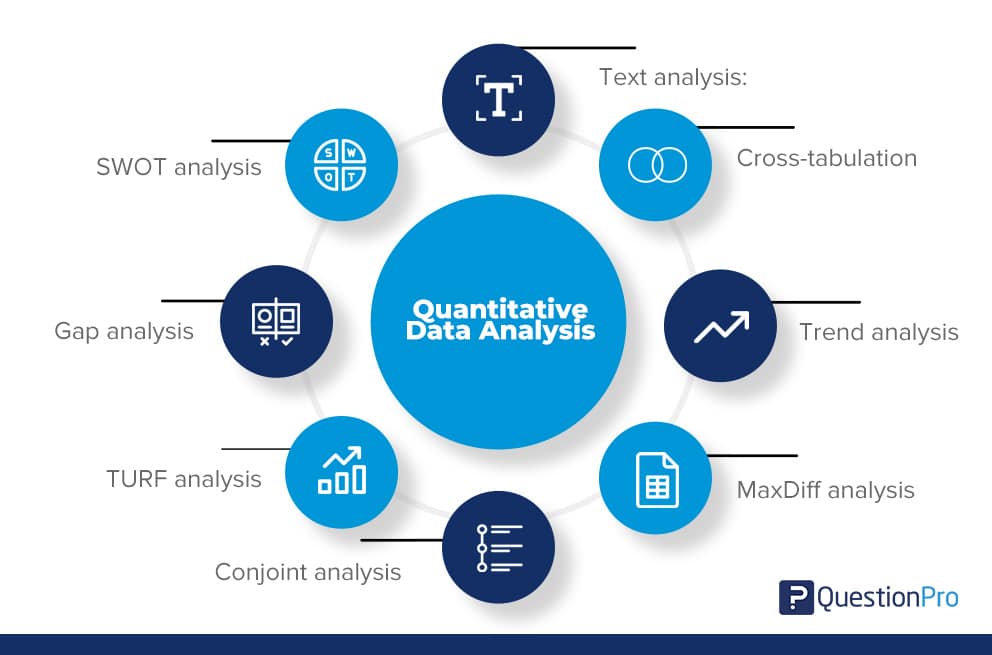 Text analysis:
SWOT analysis
S W
O T
Cross-tabulation
Quantitative
Data Analysis
Gap analysis
Trend analysis
TURF analysis
MaxDiff analysis
Conjoint analysis
QuestionPro